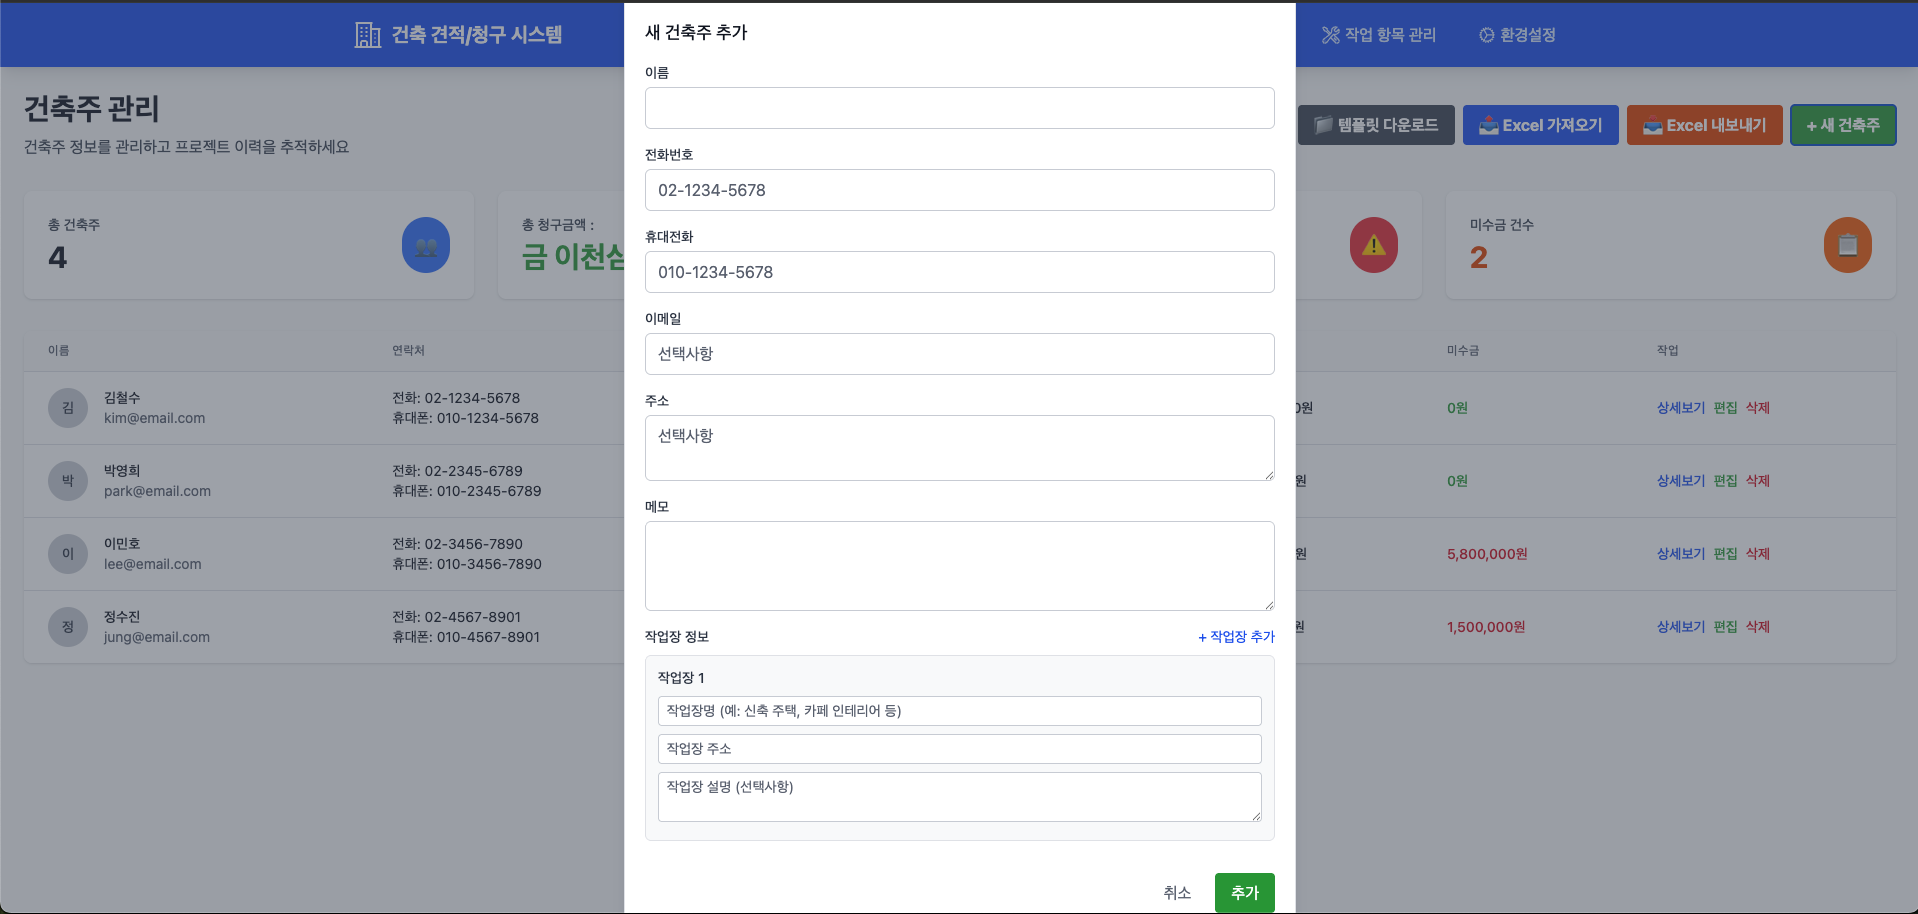 건축 견적/청구 시스템
작업 항목 관리
환경설정
건축주 관리
건축주 정보를 관리하고 프로젝트 이력을 추적하세요
템플릿 다운로드
Excel 가져오기
Excel 내보내기
+ 새 건축주
총 건축주
4
총 청구금액 :
금 이천삼
미수금 건수
2
이름
연락처
미수금
작업
김
김철수
kim@email.com
전화: 02-1234-5678
휴대폰: 010-1234-5678
0원
0원
상세보기 편집 삭제
박
박영희
park@email.com
전화: 02-2345-6789
휴대폰: 010-2345-6789
원
0원
상세보기 편집 삭제
이
이민호
lee@email.com
전화: 02-3456-7890
휴대폰: 010-3456-7890
원
5,800,000원
상세보기 편집 삭제
정
정수진
jung@email.com
전화: 02-4567-8901
휴대폰: 010-4567-8901
원
1,500,000원
상세보기 편집 삭제
새 건축주 추가
이름
전화번호
02-1234-5678
휴대전화
010-1234-5678
이메일
선택사항
주소
선택사항
메모
작업장 정보
+ 작업장 추가
작업장 1
작업장명 (예: 신축 주택, 카페 인테리어 등)
작업장 주소
작업장 설명 (선택사항)
취소
추가